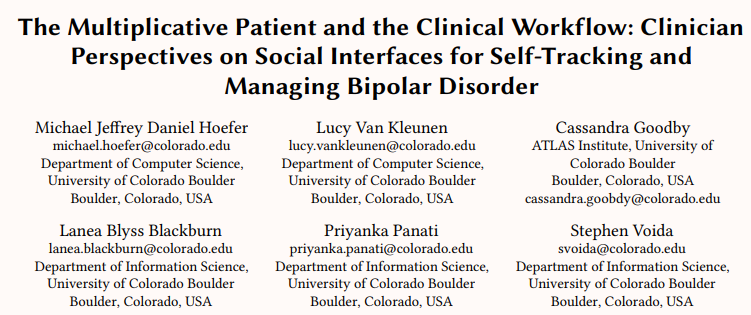 The Multiplicative Patient and the Clinical Workflow: Clinician
Perspectives on Social Interfaces for Self-Tracking and
Managing Bipolar Disorder
Michael Jeffrey Daniel Hoefer
michael.hoefer@colorado.edu
Department of Computer Science,
University of Colorado Boulder
Boulder, Colorado, USA
Lucy Van Kleunen
lucy.vankleunen@colorado.edu
Department of Computer Science,
University of Colorado Boulder
Boulder, Colorado, USA
Cassandra Goodby
ATLAS Institute, University of
Colorado Boulder
Boulder, Colorado, USA
cassandra.goobdy@colorado.edu
Lanea Blyss Blackburn
lanea.blackburn@colorado.edu
Department of Information Science,
University of Colorado Boulder
Boulder, Colorado, USA
Priyanka Panati
priyanka.panati@colorado.edu
Department of Information Science,
University of Colorado Boulder
Boulder, Colorado, USA
Stephen Voida
svoida@colorado.edu
Department of Information Science,
University of Colorado Boulder
Boulder, Colorado, USA